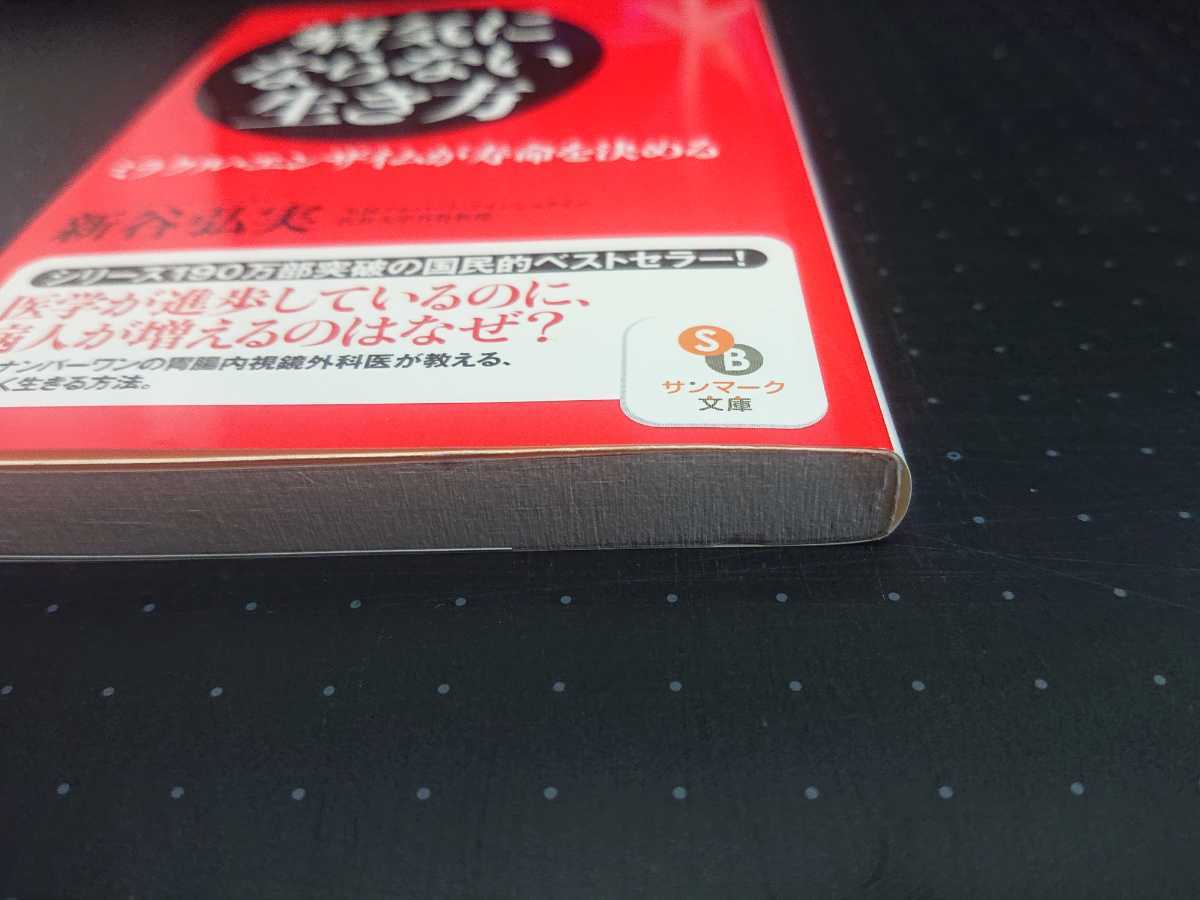 病気に
ならない
生き方
ミラクル・エンザイムが寿命を決める
新谷弘実
シリーズ190万部突破の国民的ベストセラー!
医学が進歩しているのに、
病人が増えるのはなぜ?
ナンバーワンの胃腸内視鏡外科医が教える、
く生きる方法。
S
B
サンマーク
文庫